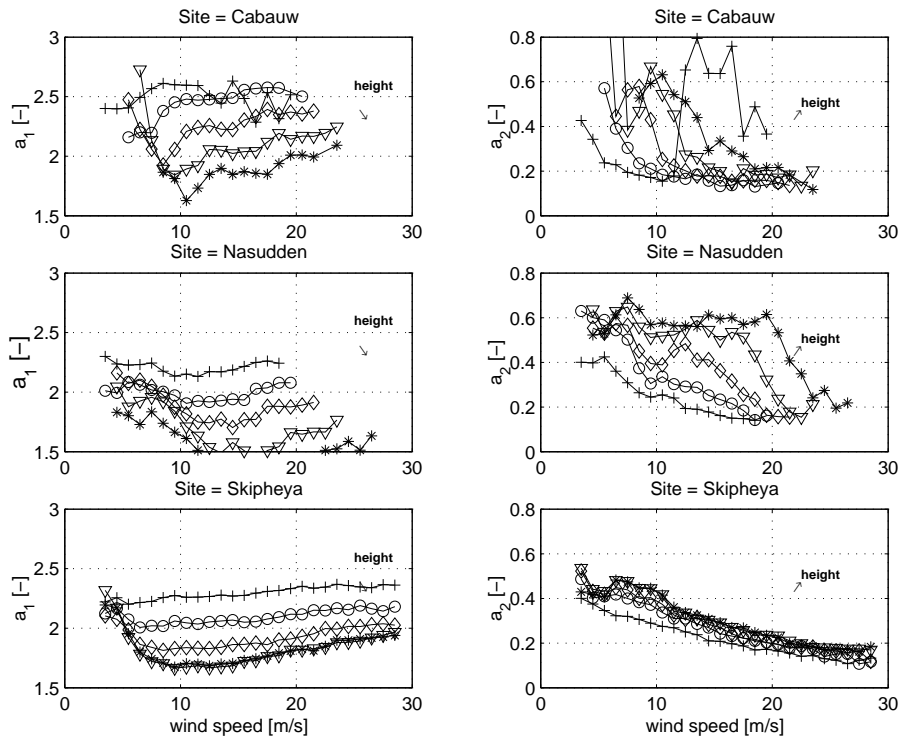 Site = Cabauw
3
2.5
2
1.5
a1 [−]
height
0
10
20
30
Site = Cabauw
0.8
0.6
0.4
0.2
0
a2 [−]
height
0
10
20
30
Site = Nasudden
3
2.5
2
1.5
a1 [−]
height
0
10
20
30
Site = Nasudden
0.8
0.6
0.4
0.2
0
a2 [−]
height
0
10
20
30
Site = Skipheya
3
2.5
2
1.5
a1 [−]
height
0
10
20
30
wind speed [m/s]
Site = Skipheya
0.8
0.6
0.4
0.2
0
a2 [−]
height
0
10
20
30
wind speed [m/s]